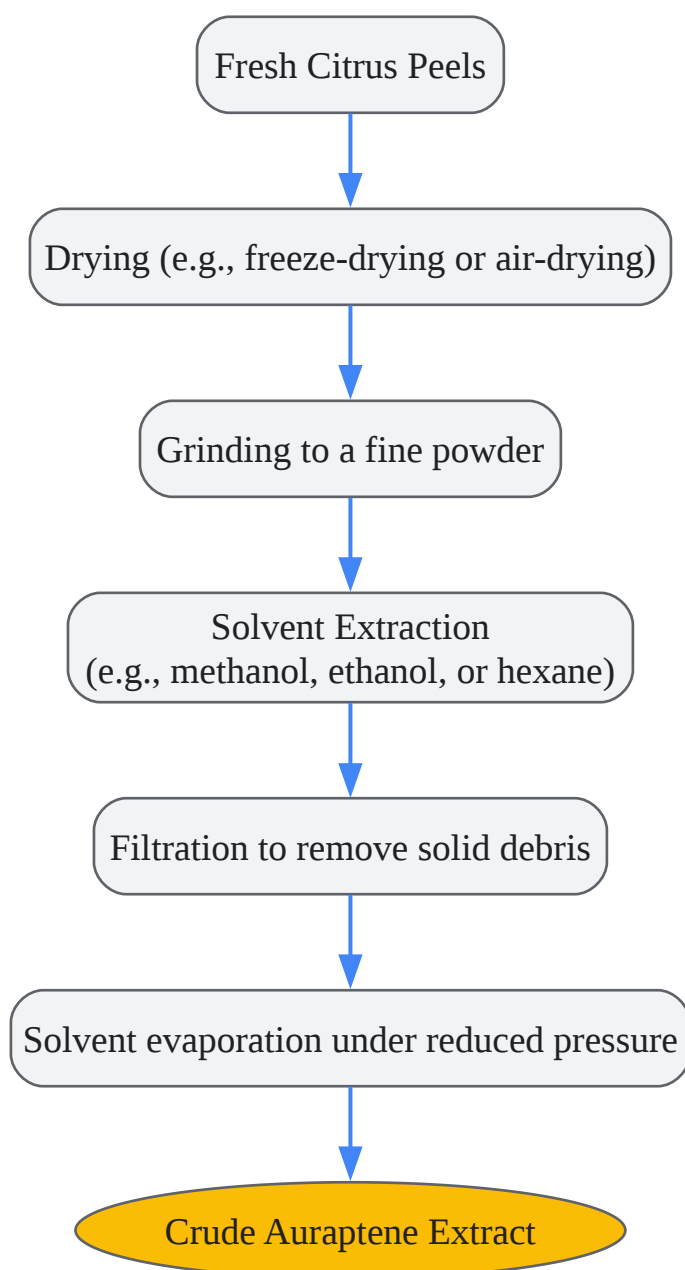 Fresh Citrus Peels
Drying (e.g., freeze-drying or air-drying)
Grinding to a fine powder
Solvent Extraction
(e.g., methanol, ethanol, or hexane)
Filtration to remove solid debris
Solvent evaporation under reduced pressure
Crude Auraptene Extract